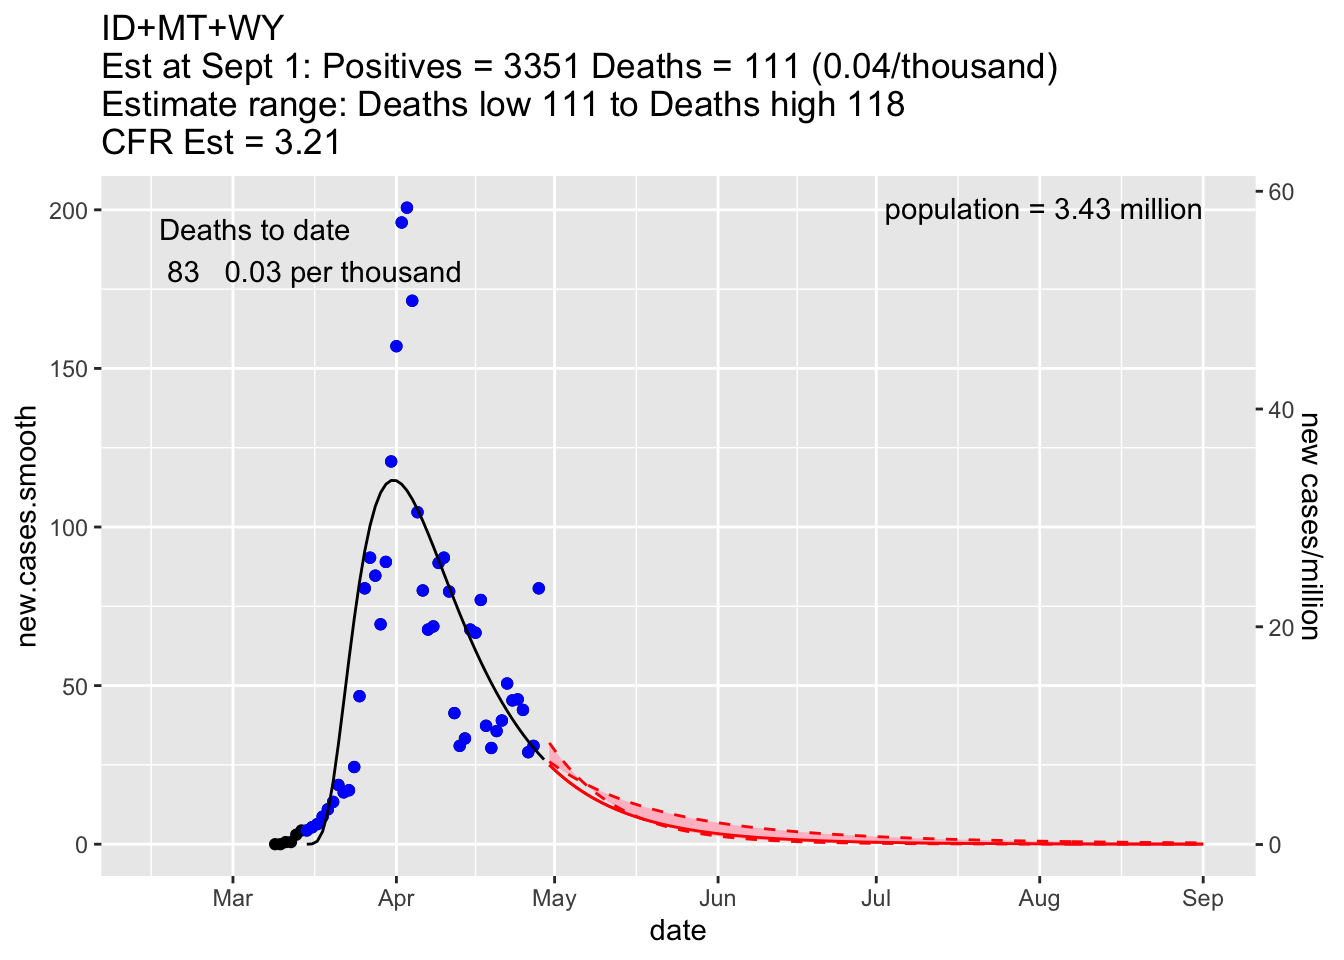 ID+MT+WY
Est at Sept 1: Positives = 3351 Deaths = 111 (0.04/thousand)
Estimate range: Deaths low 111 to Deaths high 118
CFR Est = 3.21
Deaths to date
83 0.03 per thousand
population = 3.43 million
new.cases.smooth
200
150
100
50
0
60
40
20
0
new cases/million
Mar Apr May Jun Jul Aug Sep
date